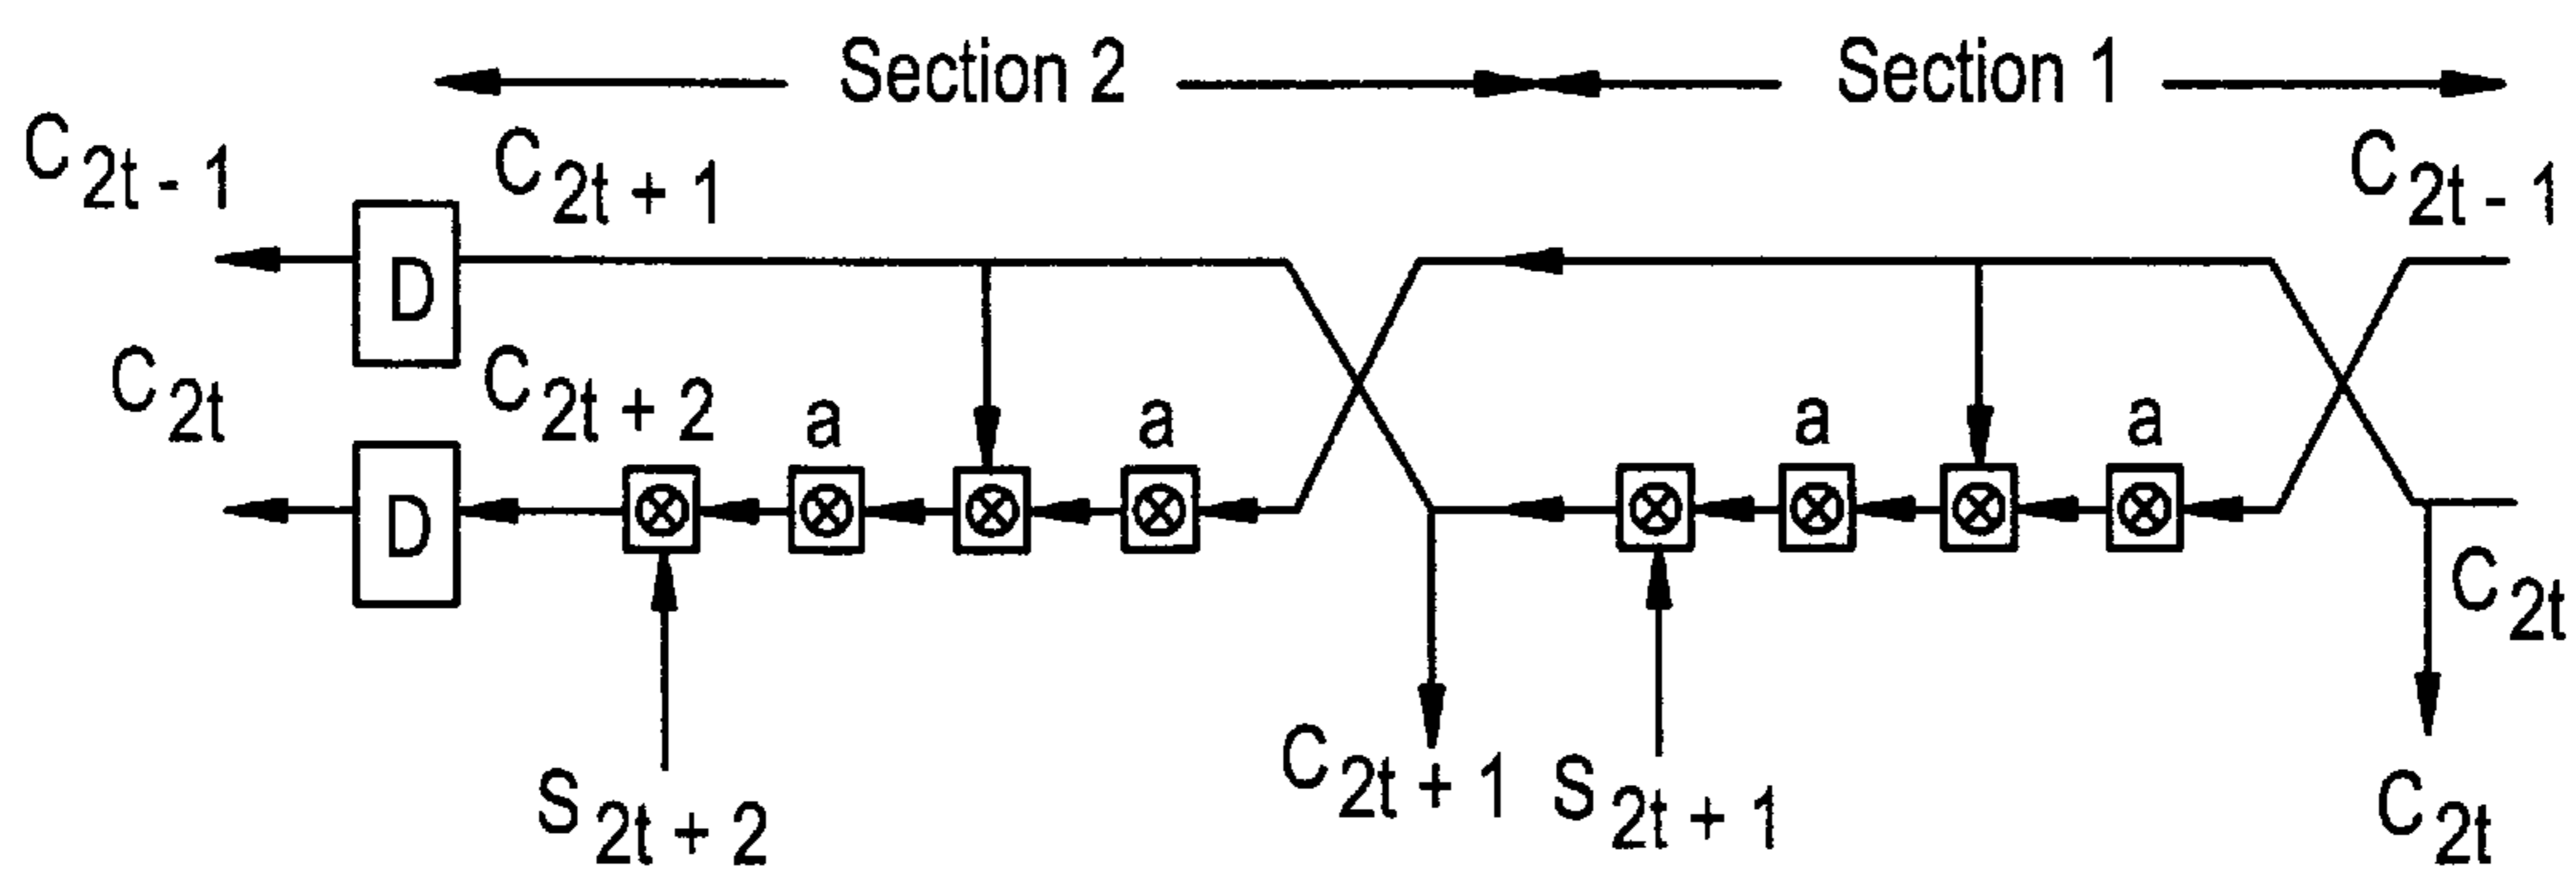 Section 2 Section 1
C2t - 1 C2t + 1 C2t - 1
D
C2t C2t + 2 a a a a
D
C2t
C2t + 1 S2t + 1
S2t + 2 C2t